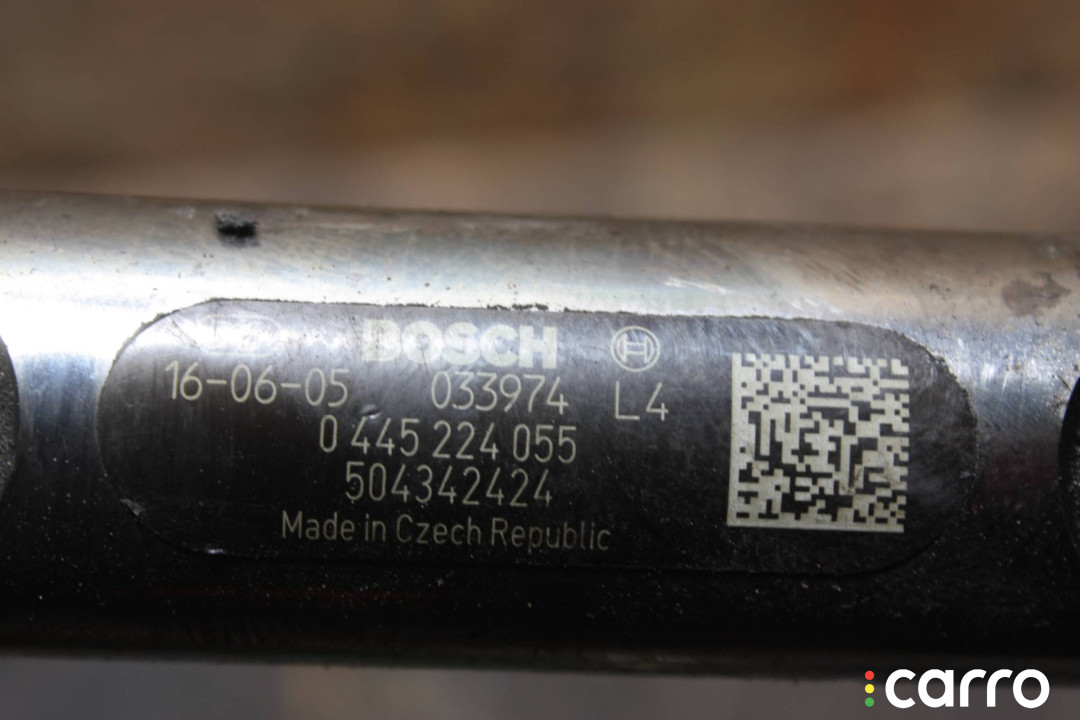 BOSCH
16-06-05 033974 L4
0 445 224 055
504342424
Made in Czech Republic
carro